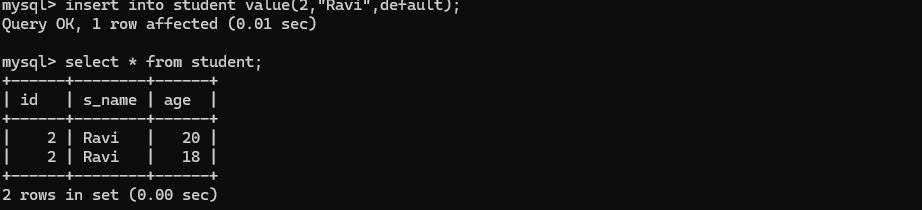 mysql> insert into student value(2,"Ravi",default);
Query OK, 1 row affected (0.01 sec)
mysql> select * from student;
+------+--------+------+
| id   | s_name | age  |
+------+--------+------+
|    2 | Ravi   |   20 |
|    2 | Ravi   |   18 |
+------+--------+------+
2 rows in set (0.00 sec)